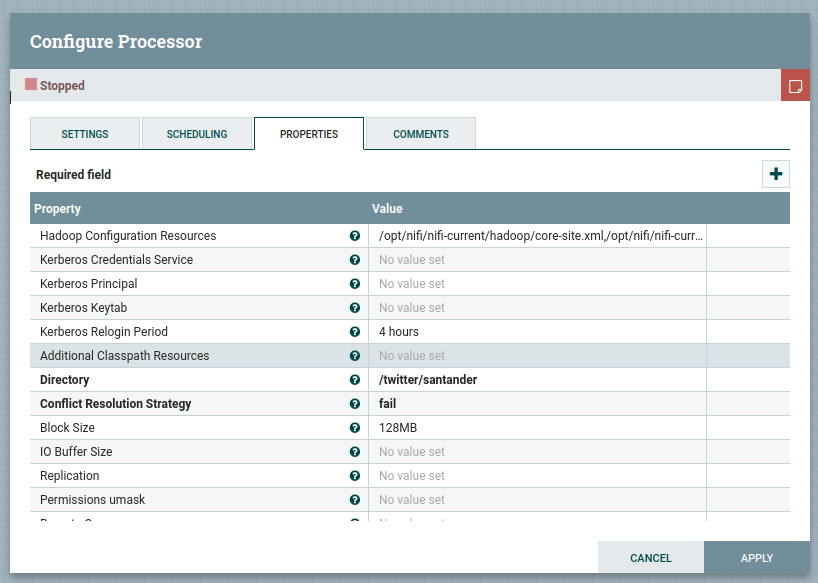 Configure Processor
Stopped
SETTINGS SCHEDULING PROPERTIES COMMENTS
Required field
Property Value
Hadoop Configuration Resources /opt/nifi/nifi-current/hadoop/core-site.xml,/opt/nifi/nifi-curr...
Kerberos Credentials Service No value set
Kerberos Principal No value set
Kerberos Keytab No value set
Kerberos Relogin Period 4 hours
Additional Classpath Resources No value set
Directory /twitter/santander
Conflict Resolution Strategy fail
Block Size 128MB
IO Buffer Size No value set
Replication No value set
Permissions umask No value set
CANCEL APPLY